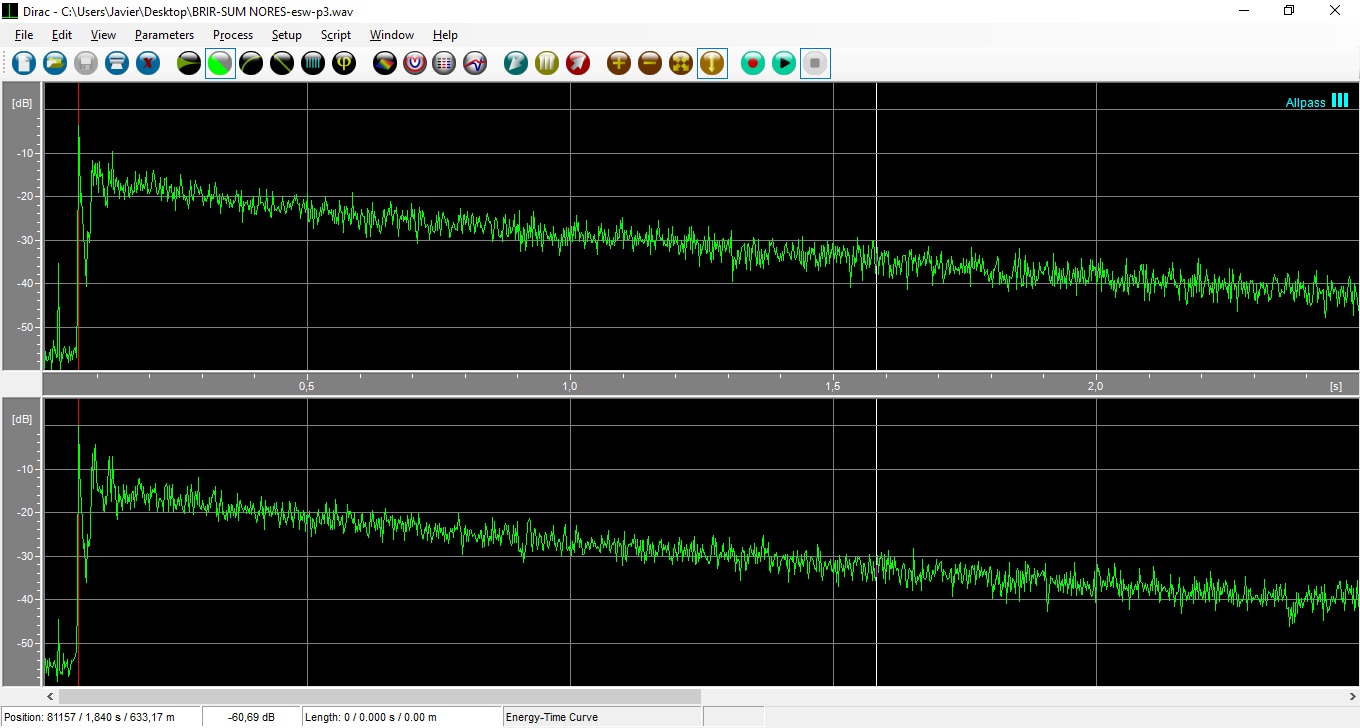 Dirac - C:\Users\Javier\Desktop\BRIR-SUM NORES-esw-p3.wav
File Edit View Parameters Process Setup Script Window Help
[dB]
Allpass
-10
-20
-30
-40
-50
0,5 1,0 1,5 2,0 [s]
[dB]
-10
-20
-30
-40
-50
Position: 81157 / 1,840 s / 633,17 m -60,69 dB Length: 0 / 0.000 s / 0.00 m Energy-Time Curve